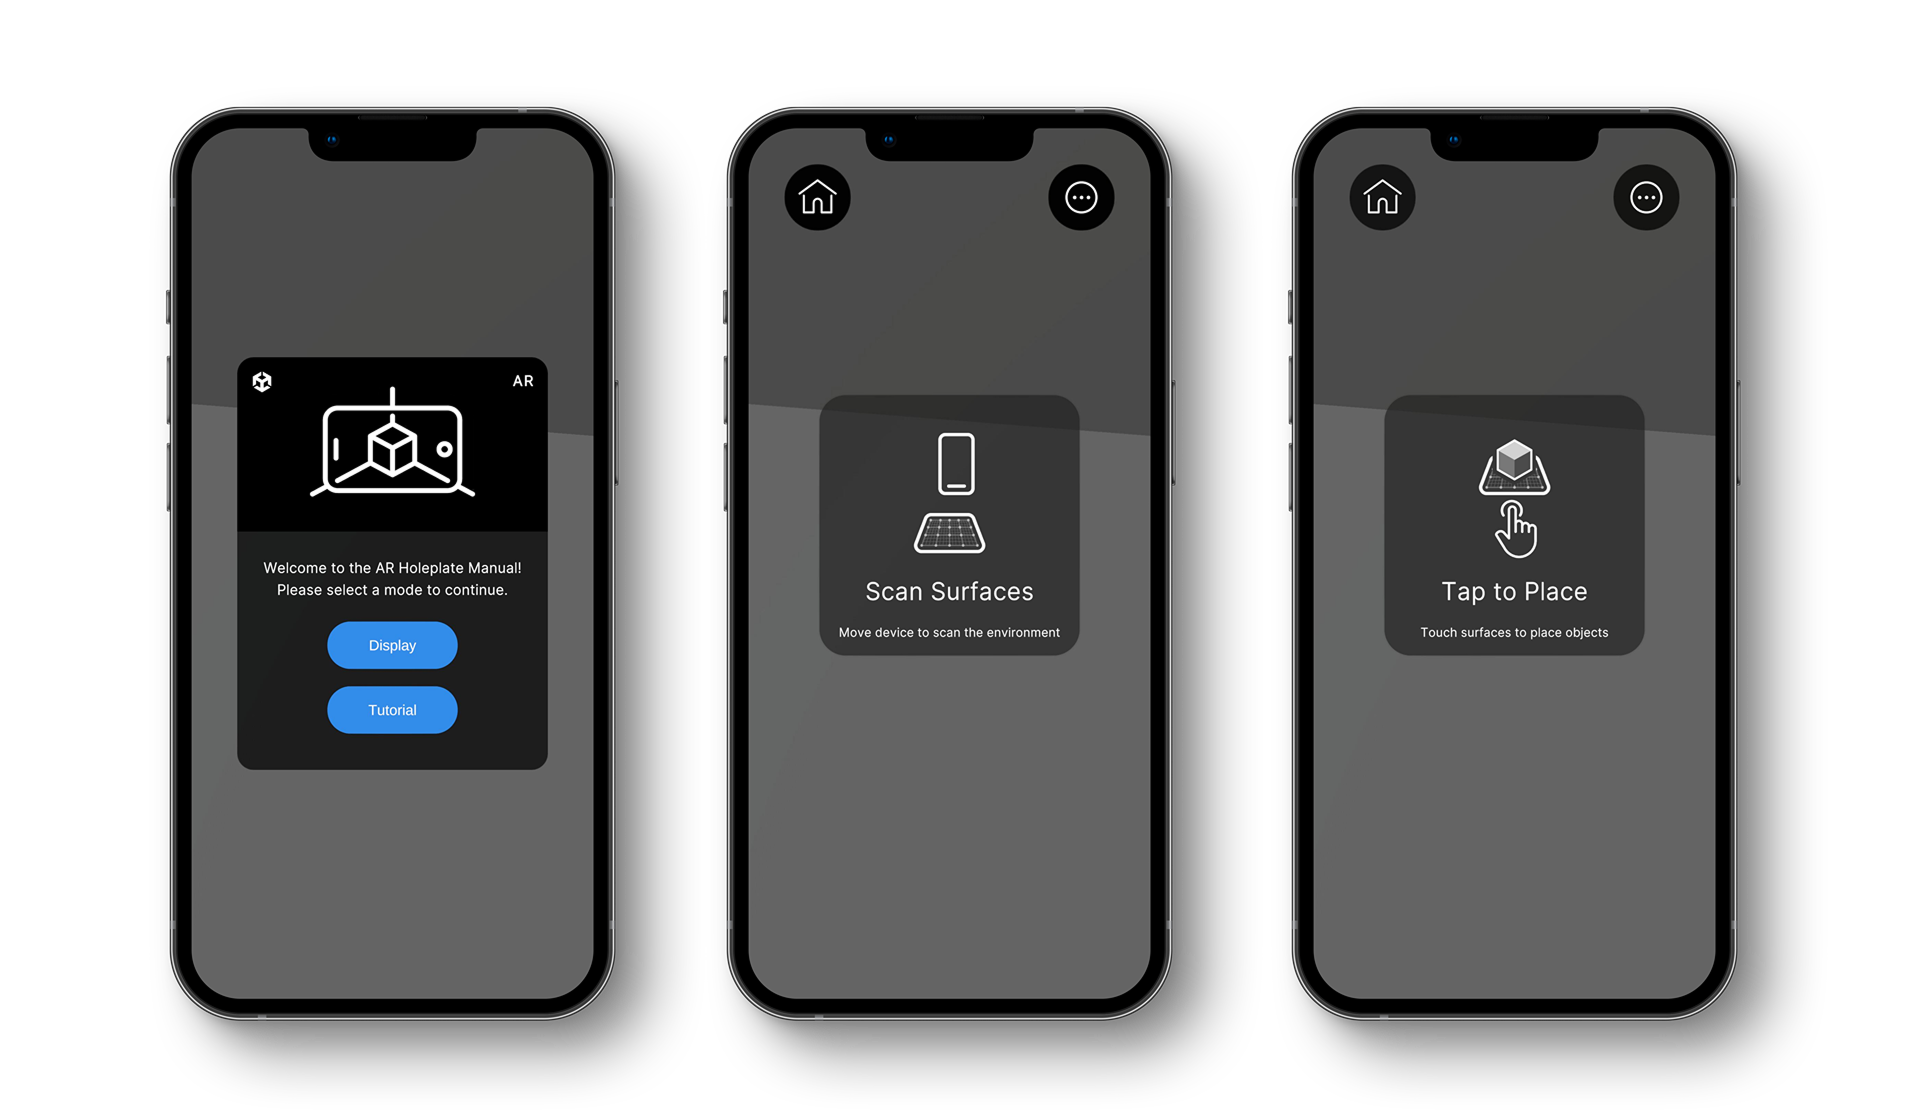 AR
Welcome to the AR Holeplate Manual!
Please select a mode to continue.
Display
Tutorial
Scan Surfaces
Move device to scan the environment
Tap to Place
Touch surfaces to place objects